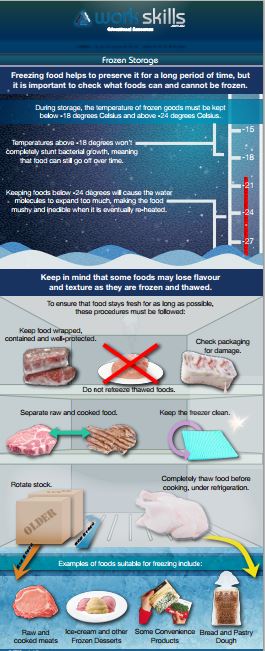 work skills
.com.au
Educational Resources
Frozen Storage
Freezing food helps to preserve it for a long period of time, but
it is important to check what foods can and cannot be frozen.
During storage, the temperature of frozen goods must be kept
below -18 degrees Celsius and above -24 degrees Celsius.
-15
Temperatures above -18 degrees won't
completely stunt bacterial growth, meaning
that food can still go off over time.
-18
-21
Keeping foods below -24 degrees will cause the water
molecules to expand too much, making the food
mushy and inedible when it is eventually re-heated.
-24
-27
Keep in mind that some foods may lose flavour
and texture as they are frozen and thawed.
To ensure that food stays fresh for as long as possible,
these procedures must be followed:
Keep food wrapped,
contained and well-protected.
Check packaging
for damage.
Do not refreeze thawed foods.
Separate raw and cooked food.
Keep the freezer clean.
Rotate stock.
Completely thaw food before
cooking, under refrigeration.
OLDER
Examples of foods suitable for freezing include:
Raw and
cooked meats
Ice-cream and other
Frozen Desserts
Some Convenience
Products
Bread and Pastry
Dough